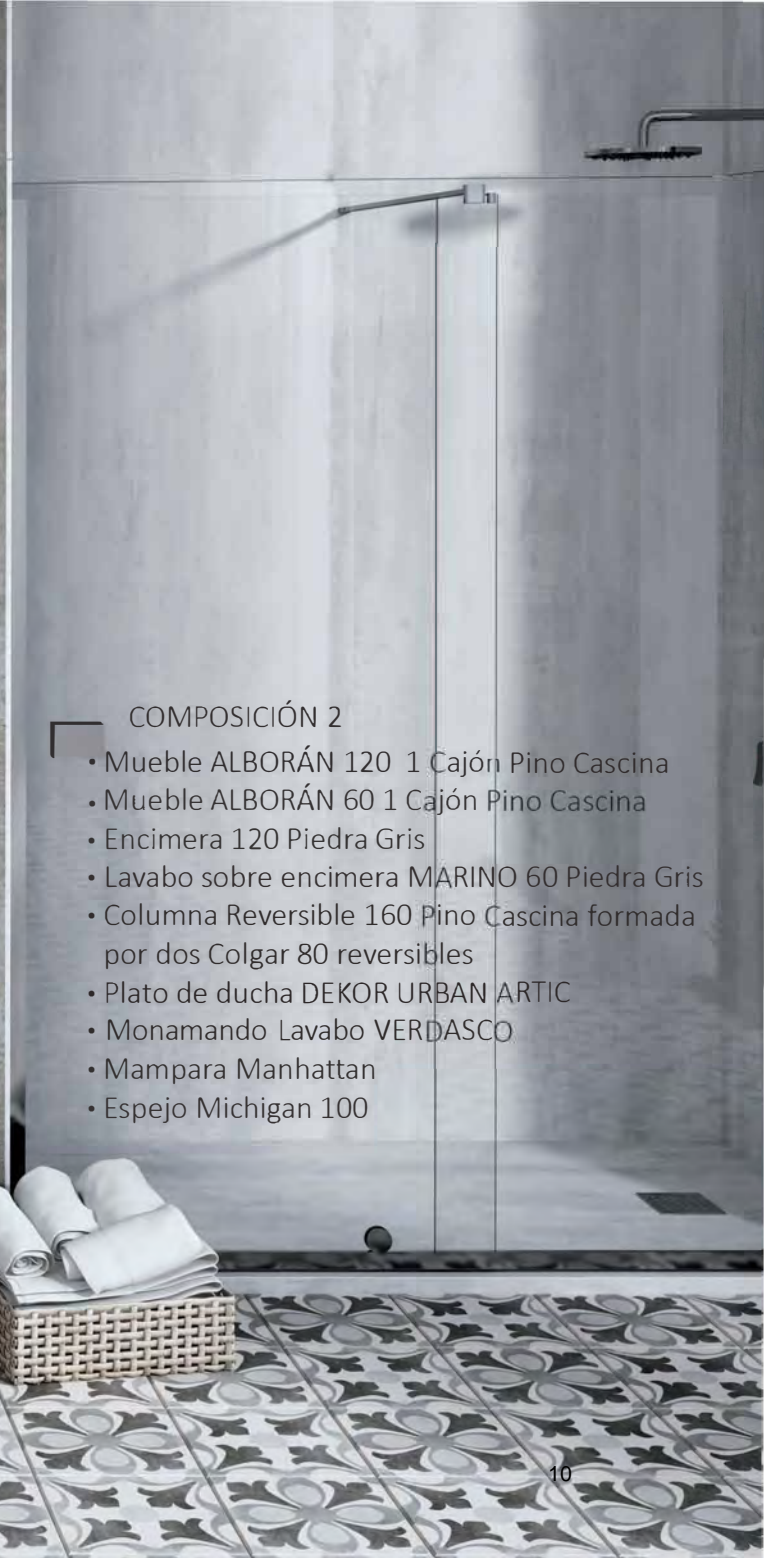 COMPOSICIÓN 2
• Mueble ALBORÁN 120 1 Cajón Pino Cascina
• Mueble ALBORÁN 60 1 Cajón Pino Cascina
• Encimera 120 Piedra Gris
• Lavabo sobre encimera MARINO 60 Piedra Gris
• Columna Reversible 160 Pino Cascina formada
por dos Colgar 80 reversibles
• Plato de ducha DEKOR URBAN ARTIC
• Monamando Lavabo VERDASCO
• Mampara Manhattan
• Espejo Michigan 100
10